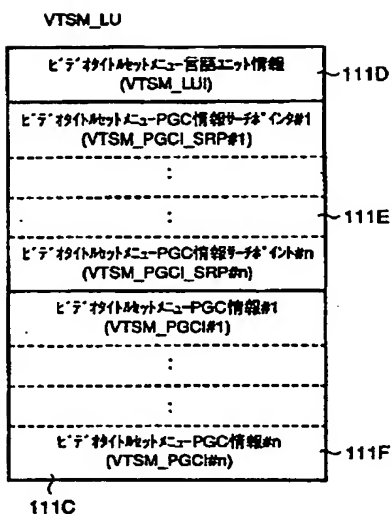 VTSM_LU
ビデオタイトルセットメニュー言語ユニット情報
(VTSM_LUI)
111D
ビデオタイトルセットメニューPGC情報サーチポインタ#1
(VTSM_PGCI_SRP#1)
:
:
111E
ビデオタイトルセットメニューPGC情報サーチポイント#n
(VTSM_PGCI_SRP#n)
ビデオタイトルセットメニューPGC情報#1
(VTSM_PGCI#1)
:
:
ビデオタイトルセットメニューPGC情報#n
(VTSM_PGCI#n)
111F
111C